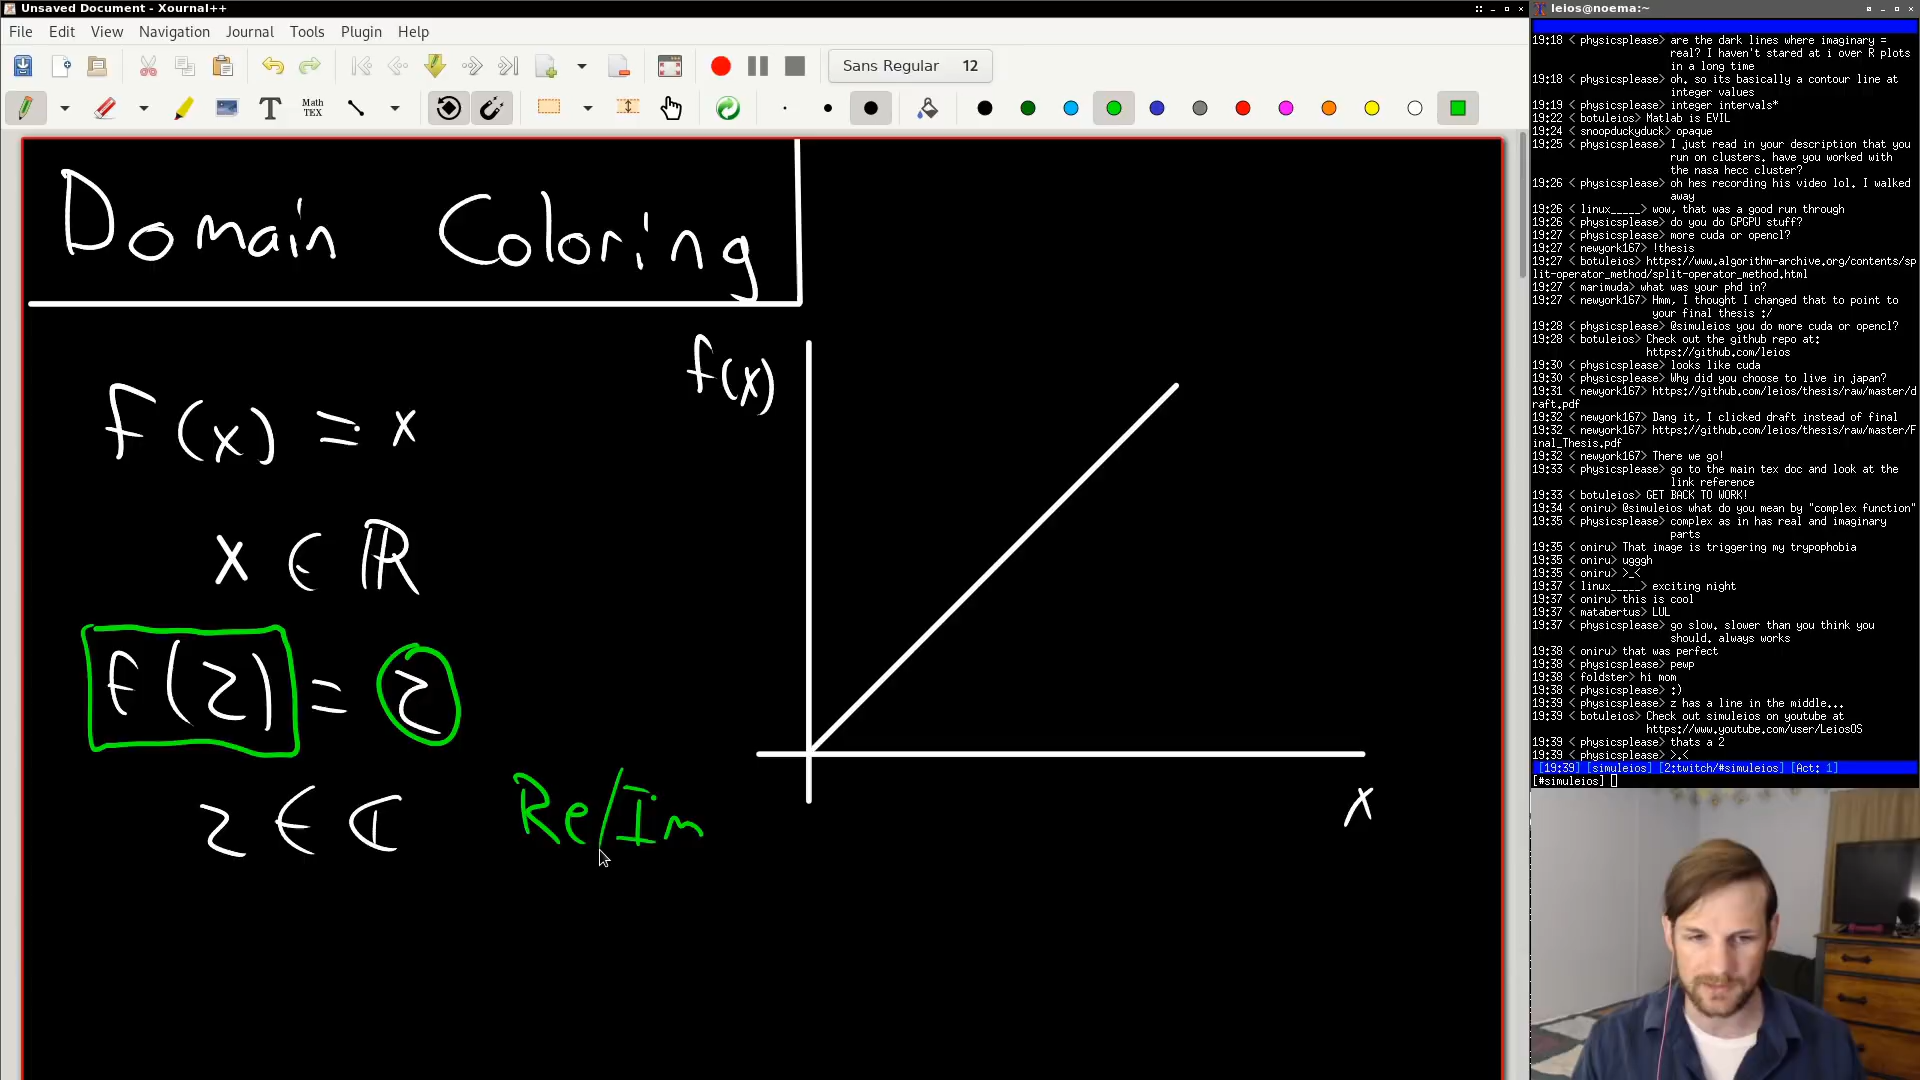 Unsaved Document - Xournal++
File Edit View Navigation Journal Tools Plugin Help
Sans Regular 12
T Math TEX
Domain Coloring
f(x)
f(x) = x
x ∈ ℝ
f(z) = z
z ∈ ℂ Re/Im
x
leios@noema:~
19:18 < physicsplease> are the dark lines where imaginary =
real? I haven't stared at i over R plots
in a long time
19:18 < physicsplease> oh. so its basically a contour line at
integer values
19:19 < physicsplease> integer intervals*
19:22 < botuleios> Matlab is EVIL
19:24 < snoopduckyduck> opaque
19:25 < physicsplease> I just read in your description that you
run on clusters. have you worked with
the nasa hecc cluster?
19:26 < physicsplease> oh hes recording his video lol. I walked
away
19:26 < linux_____> wow, that was a good run through
19:26 < physicsplease> do you do GPGPU stuff?
19:27 < physicsplease> more cuda or opencl?
19:27 < newyork167> !thesis
19:27 < botuleios> https://www.algorithm-archive.org/contents/sp
lit-operator_method/split-operator_method.html
19:27 < marimuda> what was your phd in?
19:27 < newyork167> Hmm, I thought I changed that to point to
your final thesis :/
19:28 < physicsplease> @simuleios you do more cuda or opencl?
19:28 < botuleios> Check out the github repo at:
https://github.com/leios
19:30 < physicsplease> looks like cuda
19:30 < physicsplease> Why did you choose to live in japan?
19:31 < newyork167> https://github.com/leios/thesis/raw/master/d
raft.pdf
19:32 < newyork167> Dang it, I clicked draft instead of final
19:32 < newyork167> https://github.com/leios/thesis/raw/master/F
inal_Thesis.pdf
19:32 < newyork167> There we go!
19:33 < physicsplease> go to the main tex doc and look at the
link reference
19:33 < botuleios> GET BACK TO WORK!
19:34 < oniru> @simuleios what do you mean by "complex function"
19:35 < physicsplease> complex as in has real and imaginary
parts
19:35 < oniru> That image is triggering my trypophobia
19:35 < oniru> ugggh
19:35 < oniru> >_<
19:37 < linux_____> exciting night
19:37 < oniru> this is cool
19:37 < matabertus> LUL
19:37 < physicsplease> go slow. slower than you think you
should. always works
19:38 < oniru> that was perfect
19:38 < physicsplease> pewp
19:38 < foldster> hi mom
19:38 < physicsplease> :)
19:39 < physicsplease> z has a line in the middle...
19:39 < botuleios> Check out simuleios on youtube at
https://www.youtube.com/user/LeiosOS
19:39 < physicsplease> thats a 2
19:39 < physicsplease> >.<
[19:39] [simuleios] [2:twitch/#simuleios] [Act: 1]
[#simuleios]